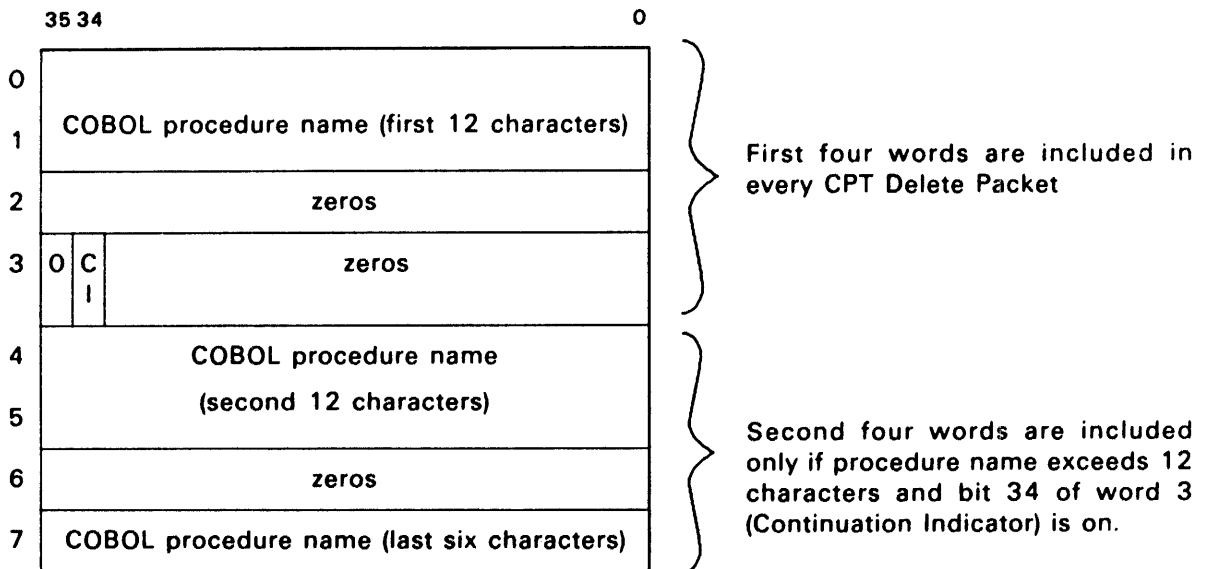 35 34 0
0
1 COBOL procedure name (first 12 characters)
First four words are included in
every CPT Delete Packet
2 zeros
3 0 C zeros
I
4 COBOL procedure name
(second 12 characters)
5
Second four words are included
only if procedure name exceeds 12
characters and bit 34 of word 3
(Continuation Indicator) is on.
6 zeros
7 COBOL procedure name (last six characters)